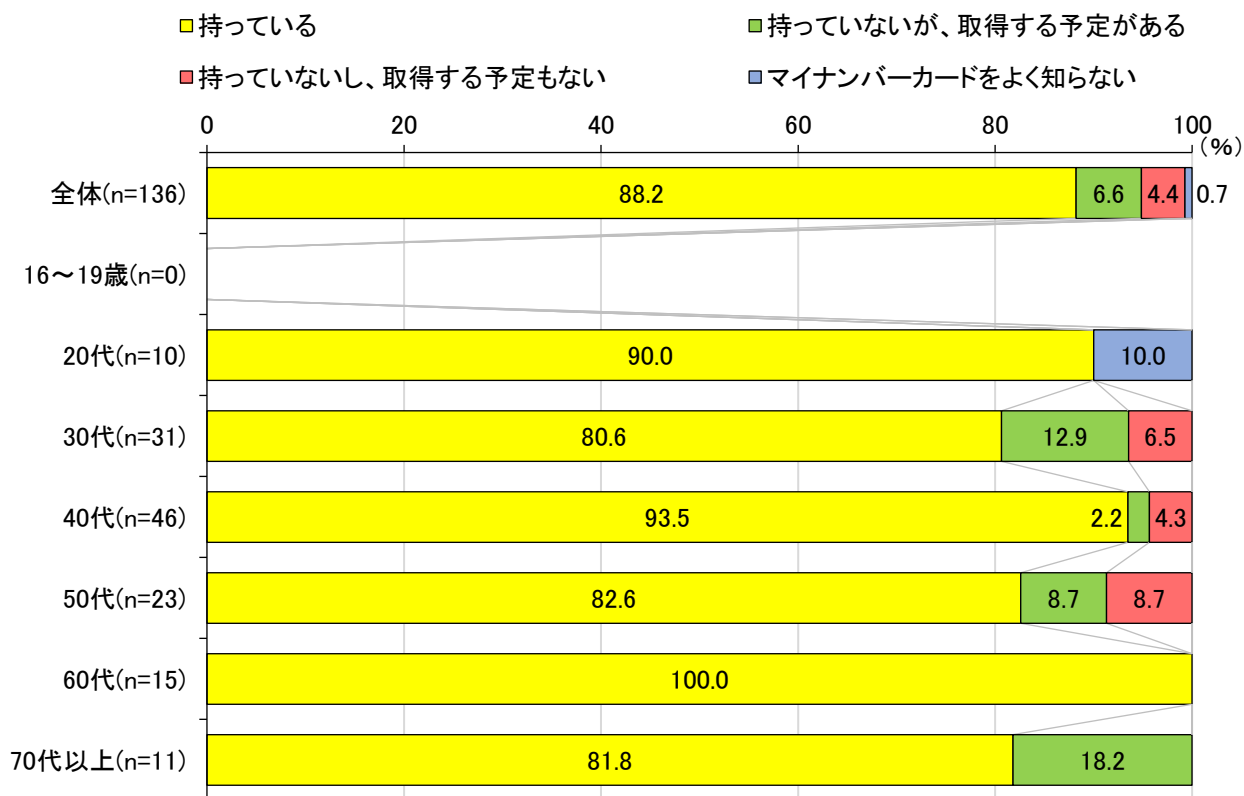 持っている 持っていないが、取得する予定がある
持っていないし、取得する予定もない マイナンバーカードをよく知らない
0 20 40 60 80 100
(%)
全体(n=136) 88.2 6.6 4.4 0.7
16～19歳(n=0)
20代(n=10) 90.0 10.0
30代(n=31) 80.6 12.9 6.5
40代(n=46) 93.5 2.2 4.3
50代(n=23) 82.6 8.7 8.7
60代(n=15) 100.0
70代以上(n=11) 81.8 18.2